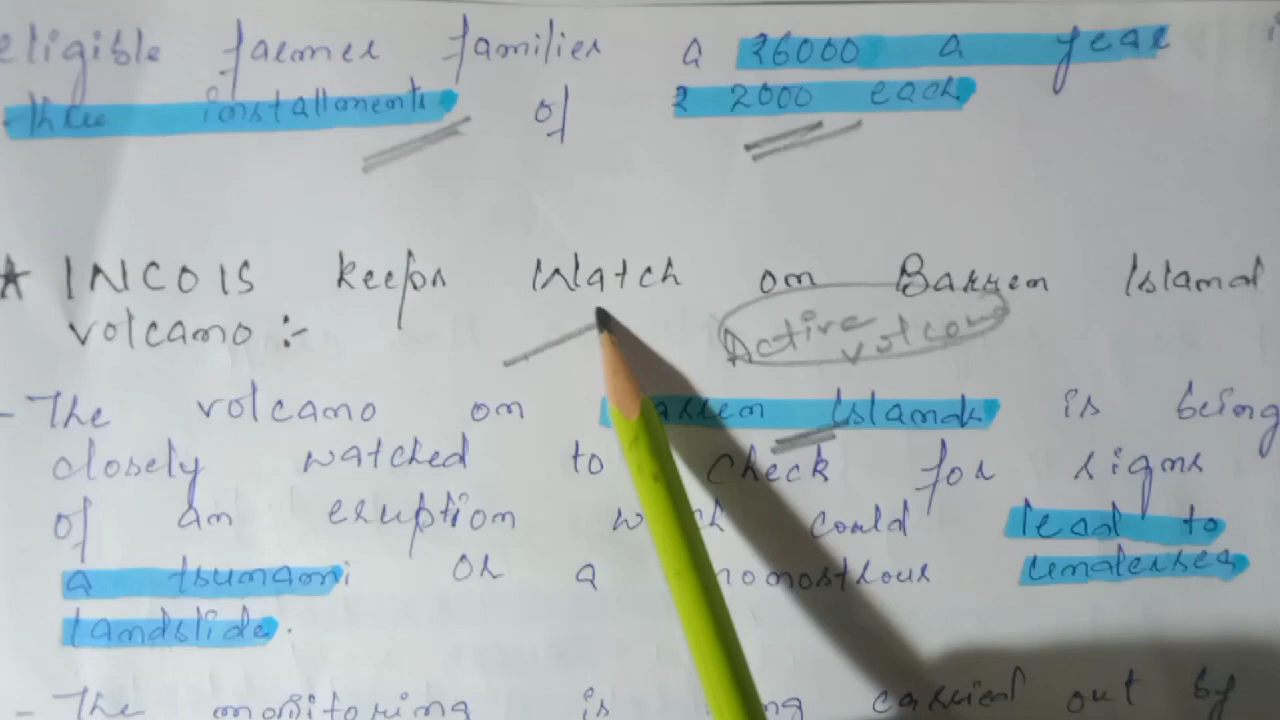 eligible farmer families a ₹6000 a year
three installments of ₹ 2000 each
★ INCOIS keeps Watch on Barren Island
volcano :-
Active volcano
- The volcano on Barren Island is being
closely watched to check for signs
of an eruption could lead to
a tsunami or a undersea
landslide.
- The monitoring is carried out by